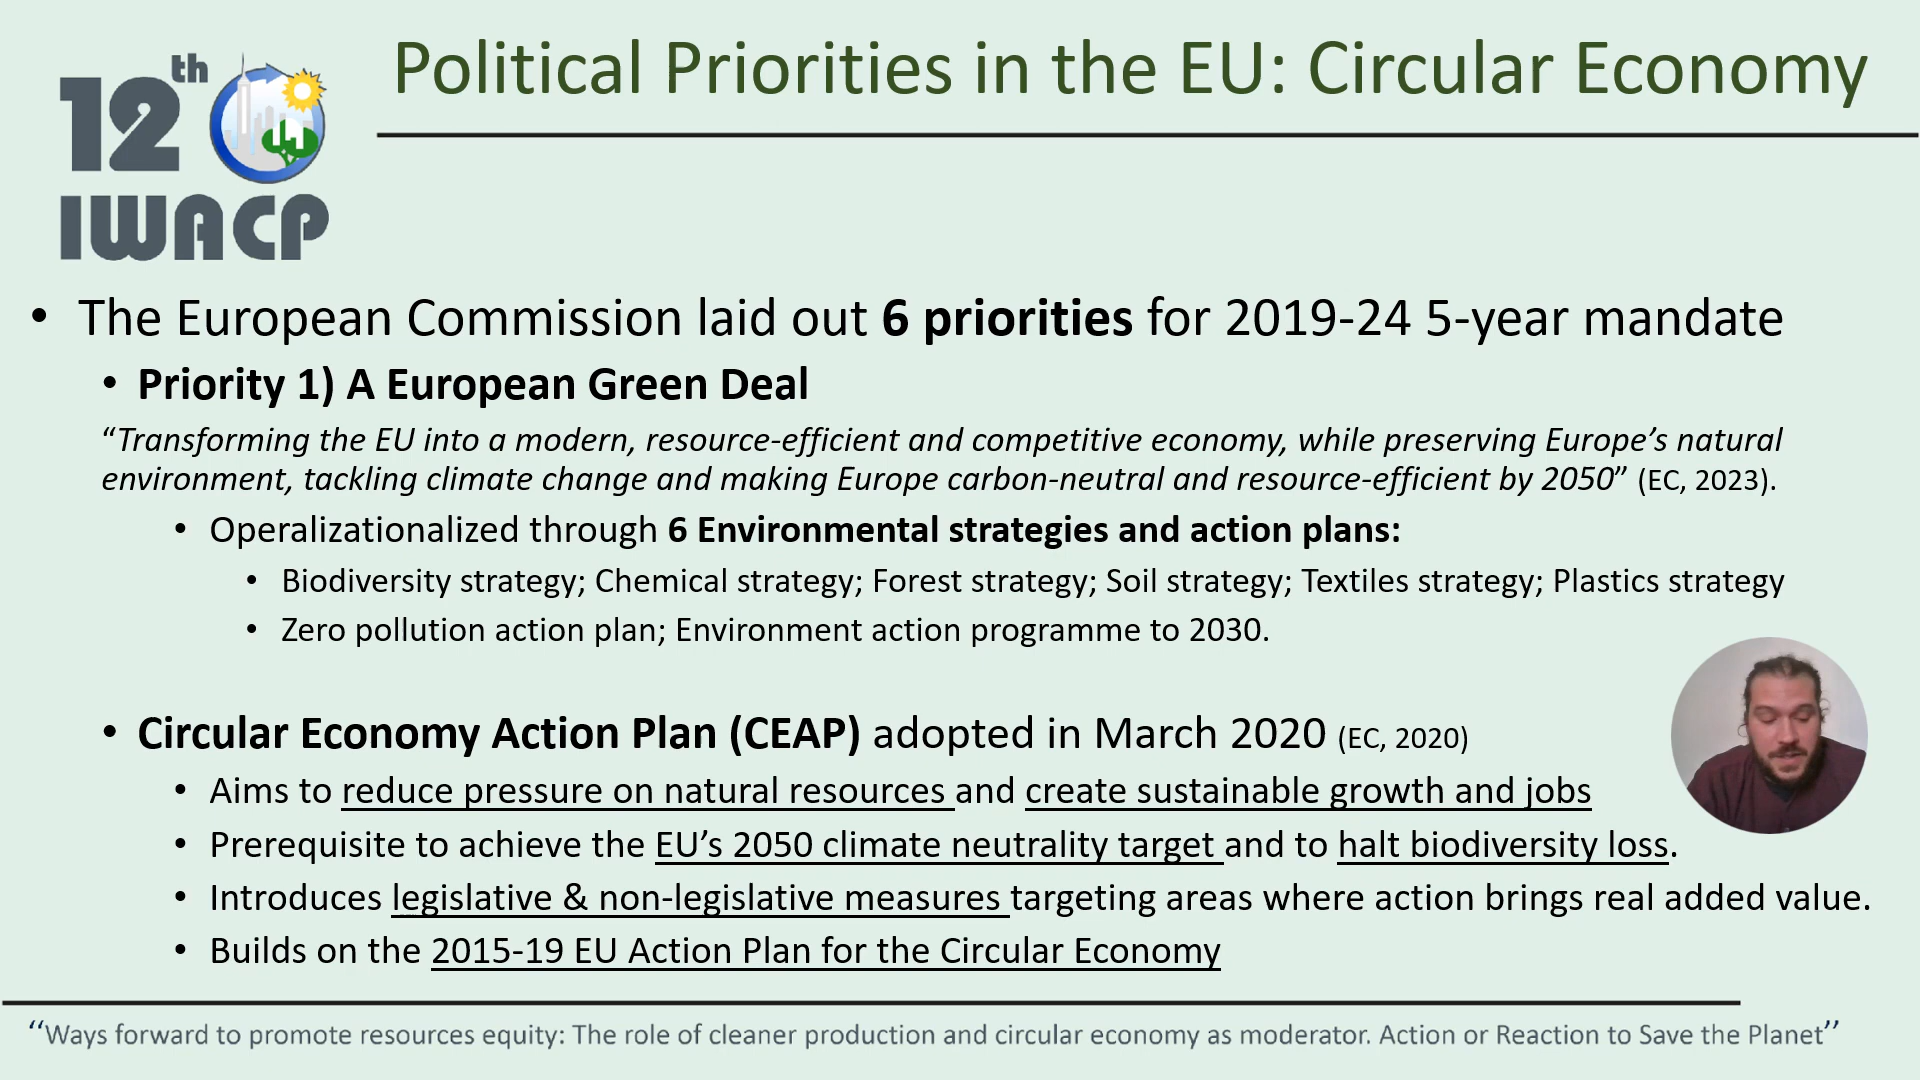 12th
IWACP
Political Priorities in the EU: Circular Economy
• The European Commission laid out 6 priorities for 2019-24 5-year mandate
• Priority 1) A European Green Deal
“Transforming the EU into a modern, resource-efficient and competitive economy, while preserving Europe’s natural
environment, tackling climate change and making Europe carbon-neutral and resource-efficient by 2050” (EC, 2023).
• Operalizationalized through 6 Environmental strategies and action plans:
• Biodiversity strategy; Chemical strategy; Forest strategy; Soil strategy; Textiles strategy; Plastics strategy
• Zero pollution action plan; Environment action programme to 2030.
• Circular Economy Action Plan (CEAP) adopted in March 2020 (EC, 2020)
• Aims to reduce pressure on natural resources and create sustainable growth and jobs
• Prerequisite to achieve the EU’s 2050 climate neutrality target and to halt biodiversity loss.
• Introduces legislative & non-legislative measures targeting areas where action brings real added value.
• Builds on the 2015-19 EU Action Plan for the Circular Economy
“Ways forward to promote resources equity: The role of cleaner production and circular economy as moderator. Action or Reaction to Save the Planet”